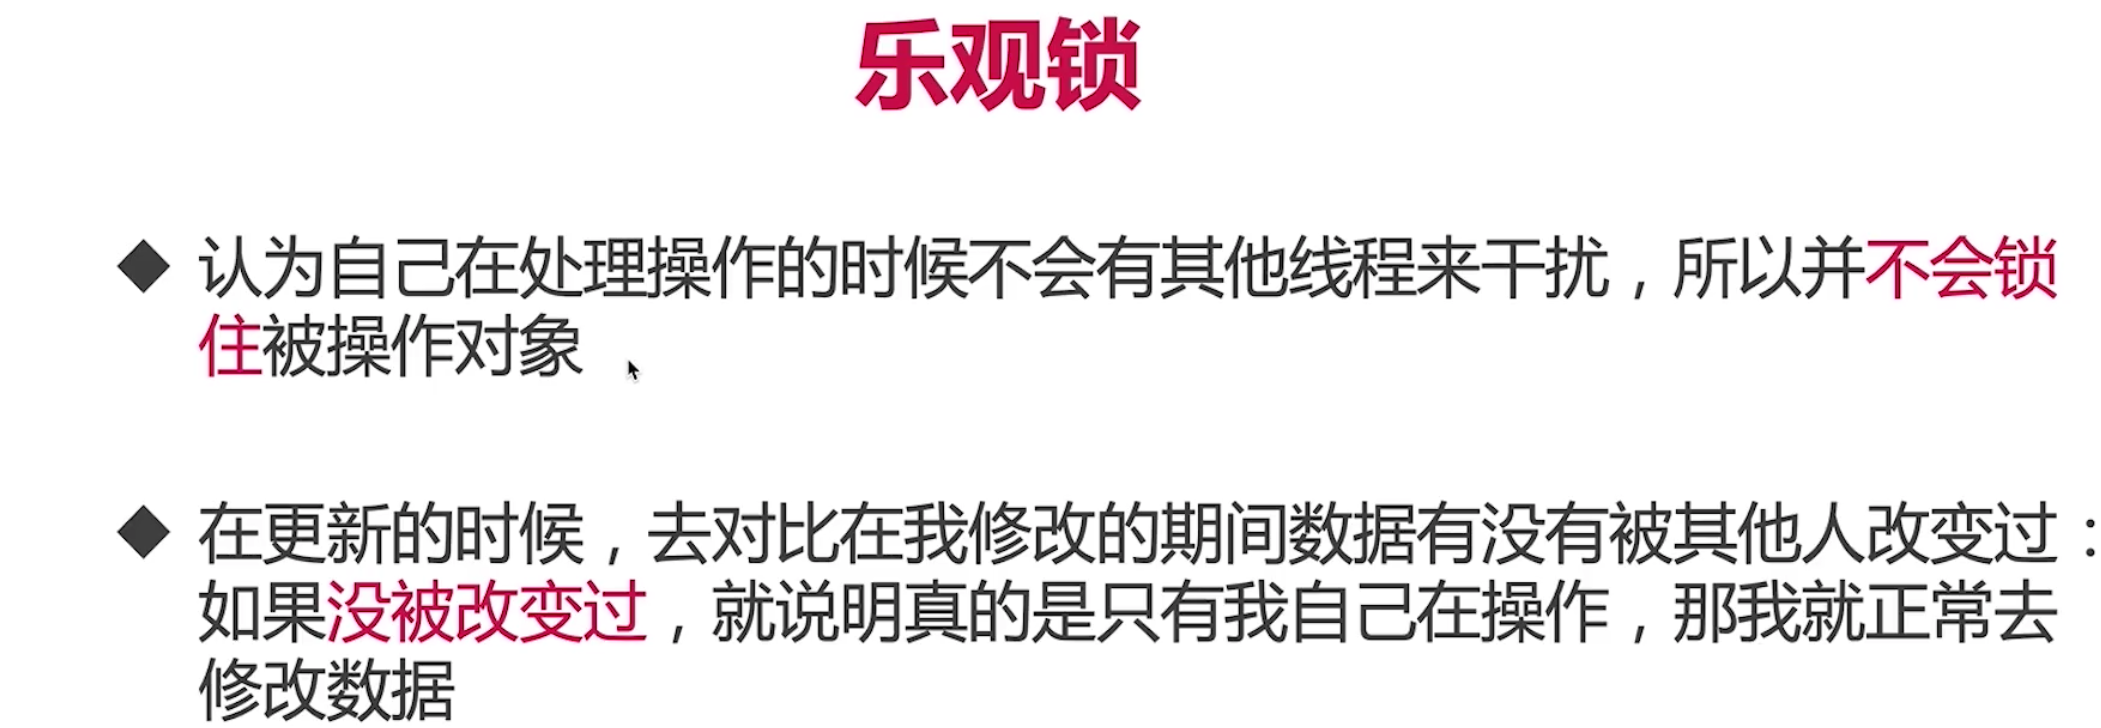 乐观锁
◆ 认为自己在处理操作的时候不会有其他线程来干扰，所以并不会锁
住被操作对象
◆ 在更新的时候，去对比在我修改的期间数据有没有被其他人改变过：
如果没被改变过，就说明真的是只有我自己在操作，那我就正常去
修改数据